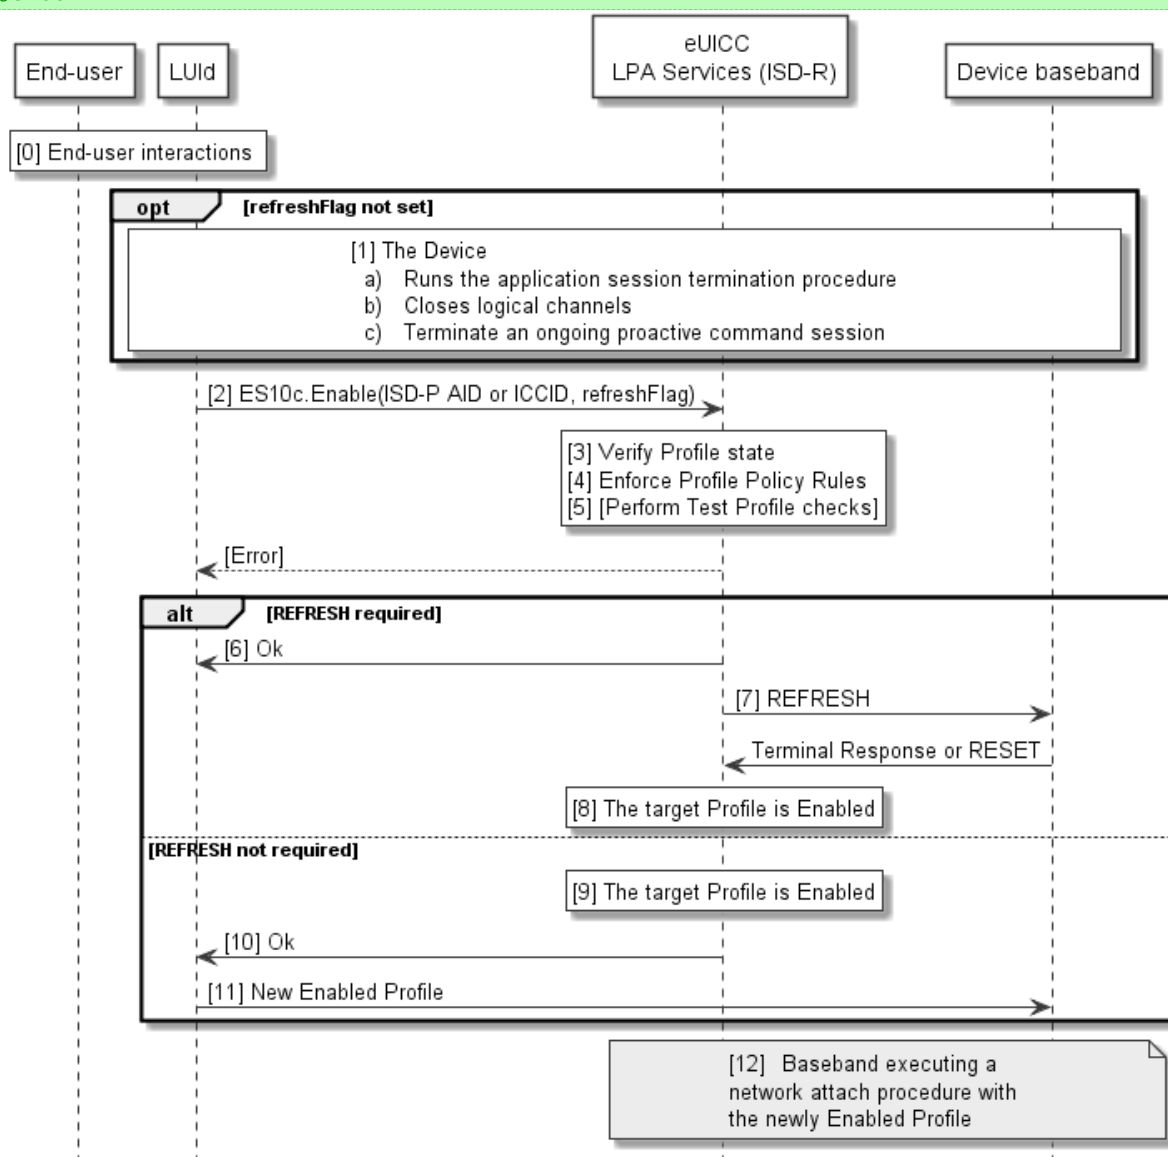 End-user
LUId
eUICC
LPA Services (ISD-R)
Device baseband
[0] End-user interactions
opt
[refreshFlag not set]
[1] The Device
a) Runs the application session termination procedure
b) Closes logical channels
c) Terminate an ongoing proactive command session
[2] ES10c.Enable(ISD-P AID or ICCID, refreshFlag)
[3] Verify Profile state
[4] Enforce Profile Policy Rules
[5] [Perform Test Profile checks]
[Error]
alt
[REFRESH required]
[6] Ok
[7] REFRESH
Terminal Response or RESET
[8] The target Profile is Enabled
[REFRESH not required]
[9] The target Profile is Enabled
[10] Ok
[11] New Enabled Profile
[12] Baseband executing a
network attach procedure with
the newly Enabled Profile